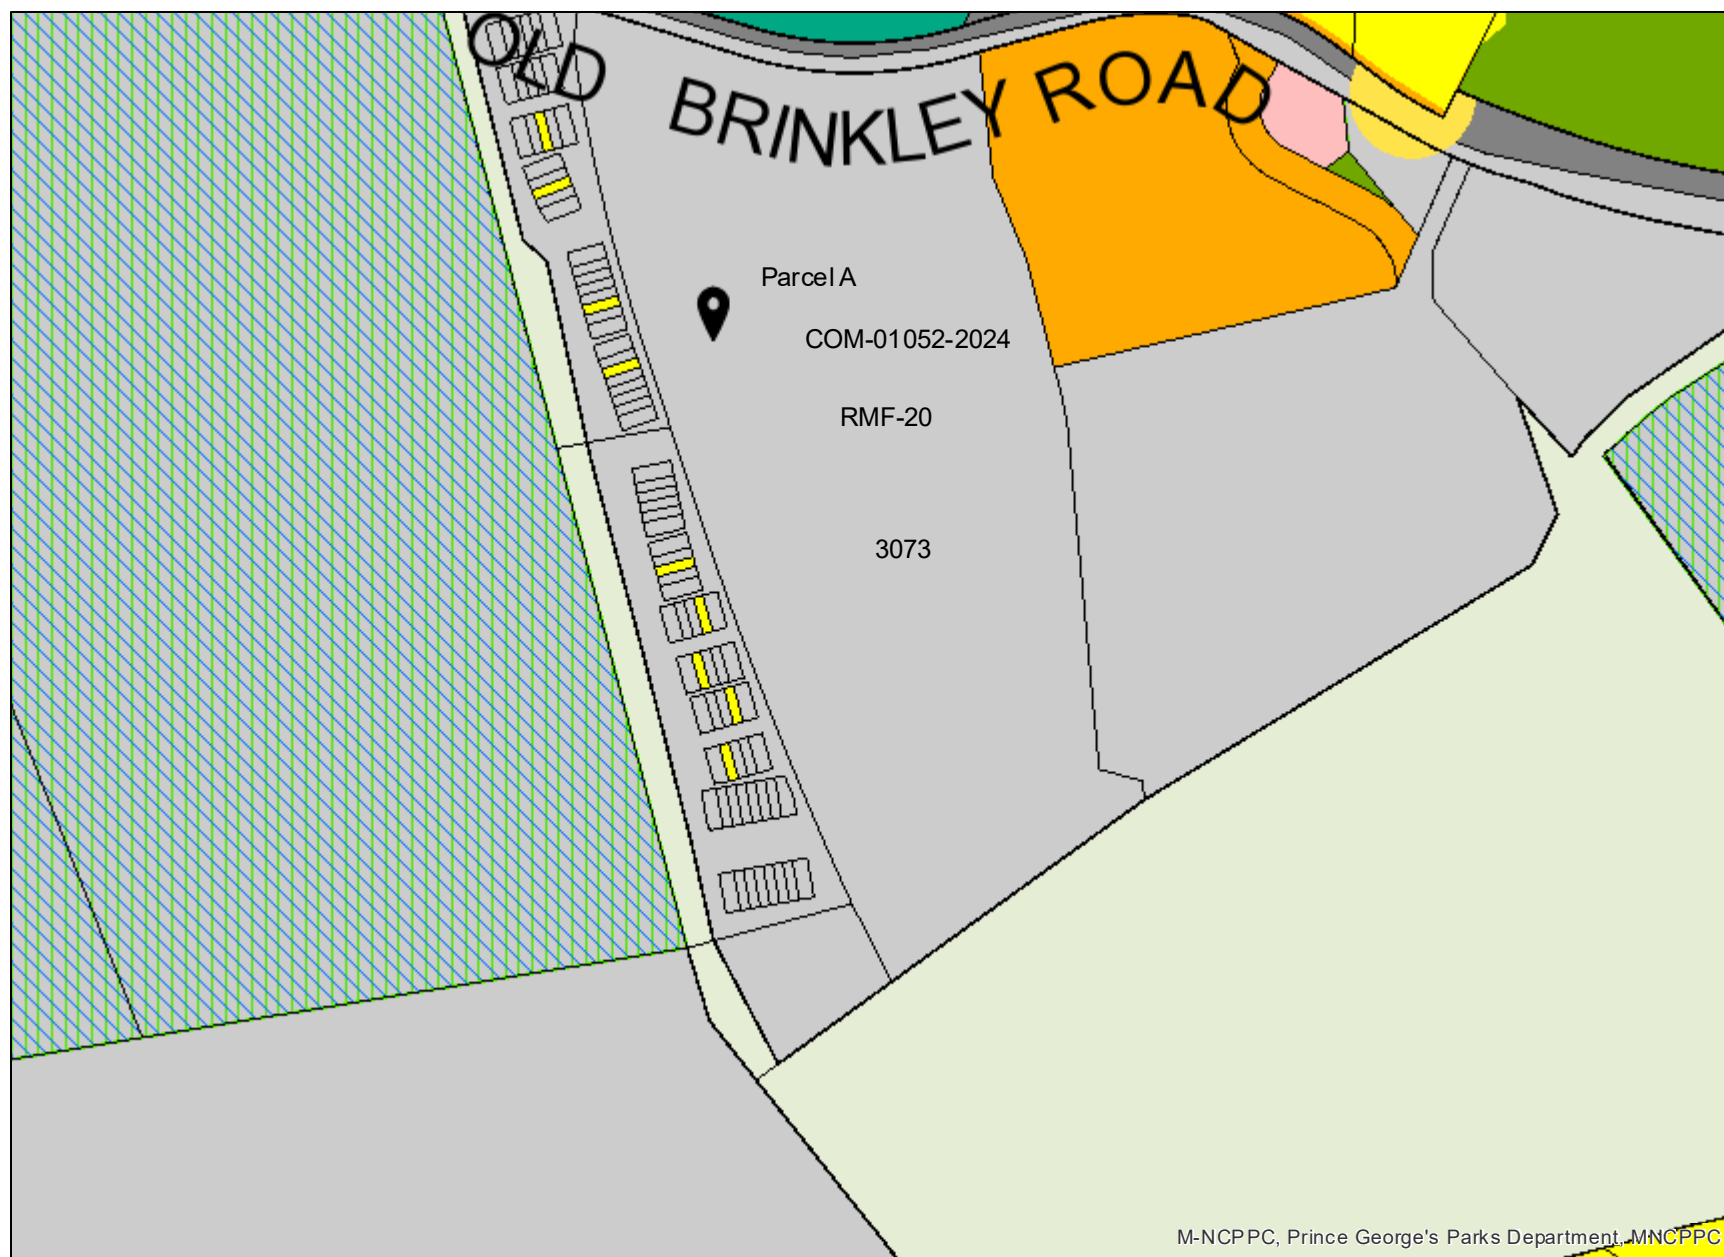 OLD BRINKLEY ROAD
Parcel A
COM-01052-2024
RMF-20
3073
M-NCPPC, Prince George's Parks Department, MNCPPC